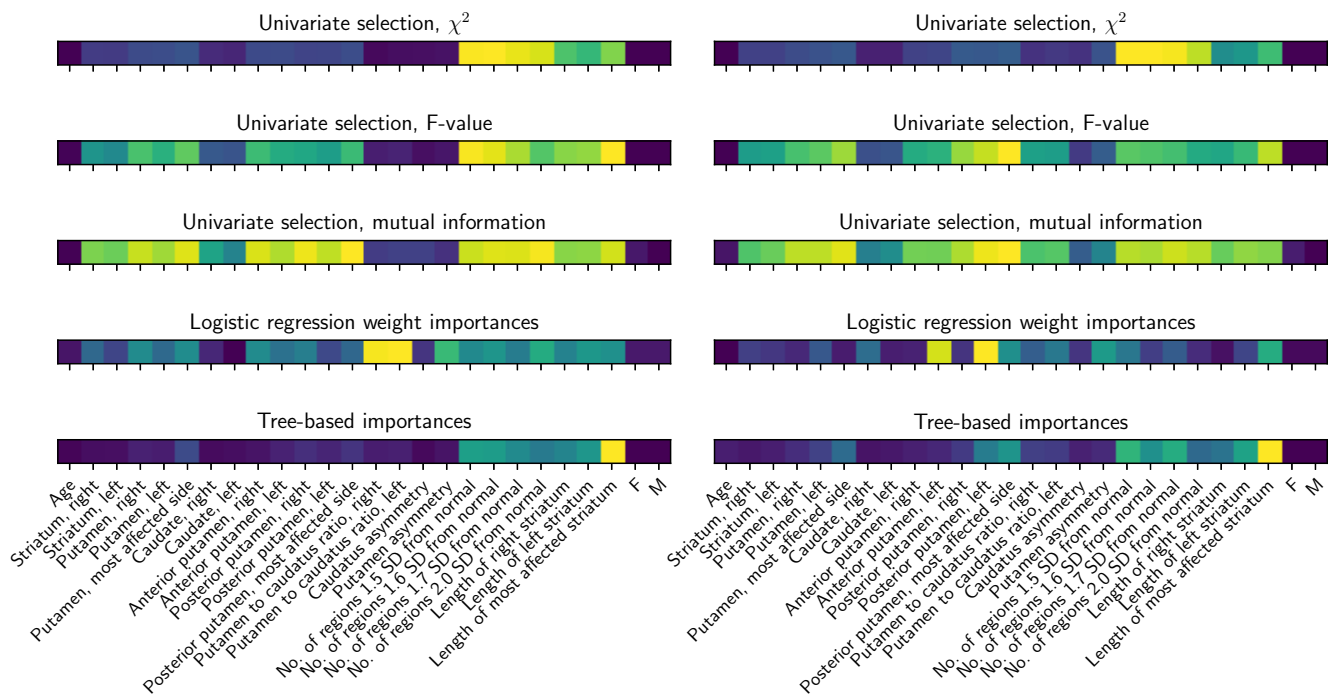 Univariate selection, χ²
Univariate selection, F-value
Univariate selection, mutual information
Logistic regression weight importances
Tree-based importances
Age
Striatum, right
Striatum, left
Putamen, right
Putamen, left
Putamen, most affected side
Caudate, right
Caudate, left
Anterior putamen, right
Anterior putamen, left
Posterior putamen, right
Posterior putamen, left
Posterior putamen, most affected side
Putamen to caudatus ratio, right
Putamen to caudatus ratio, left
Caudatus asymmetry
Putamen asymmetry
No. of regions 1.5 SD from normal
No. of regions 1.6 SD from normal
No. of regions 1.7 SD from normal
No. of regions 2.0 SD from normal
Length of right striatum
Length of left striatum
Length of most affected striatum
F
M
Univariate selection, χ²
Univariate selection, F-value
Univariate selection, mutual information
Logistic regression weight importances
Tree-based importances
Age
Striatum, right
Striatum, left
Putamen, right
Putamen, left
Putamen, most affected side
Caudate, right
Caudate, left
Anterior putamen, right
Anterior putamen, left
Posterior putamen, right
Posterior putamen, left
Posterior putamen, most affected side
Putamen to caudatus ratio, right
Putamen to caudatus ratio, left
Caudatus asymmetry
Putamen asymmetry
No. of regions 1.5 SD from normal
No. of regions 1.6 SD from normal
No. of regions 1.7 SD from normal
No. of regions 2.0 SD from normal
Length of right striatum
Length of left striatum
Length of most affected striatum
F
M